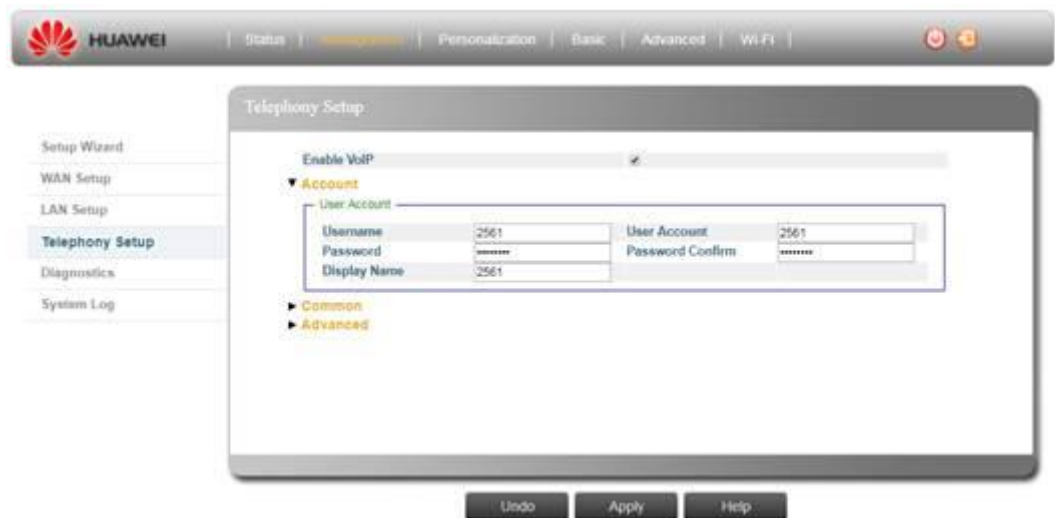 HUAWEI
Status
Personalization
Basic
Advanced
Wi-Fi
Telephony Setup
Setup Wizard
WAN Setup
LAN Setup
Telephony Setup
Diagnostics
System Log
Enable VoIP
Account
User Account
Username 2561 User Account 2561
Password •••••••• Password Confirm ••••••••
Display Name 2561
Common
Advanced
Undo Apply Help